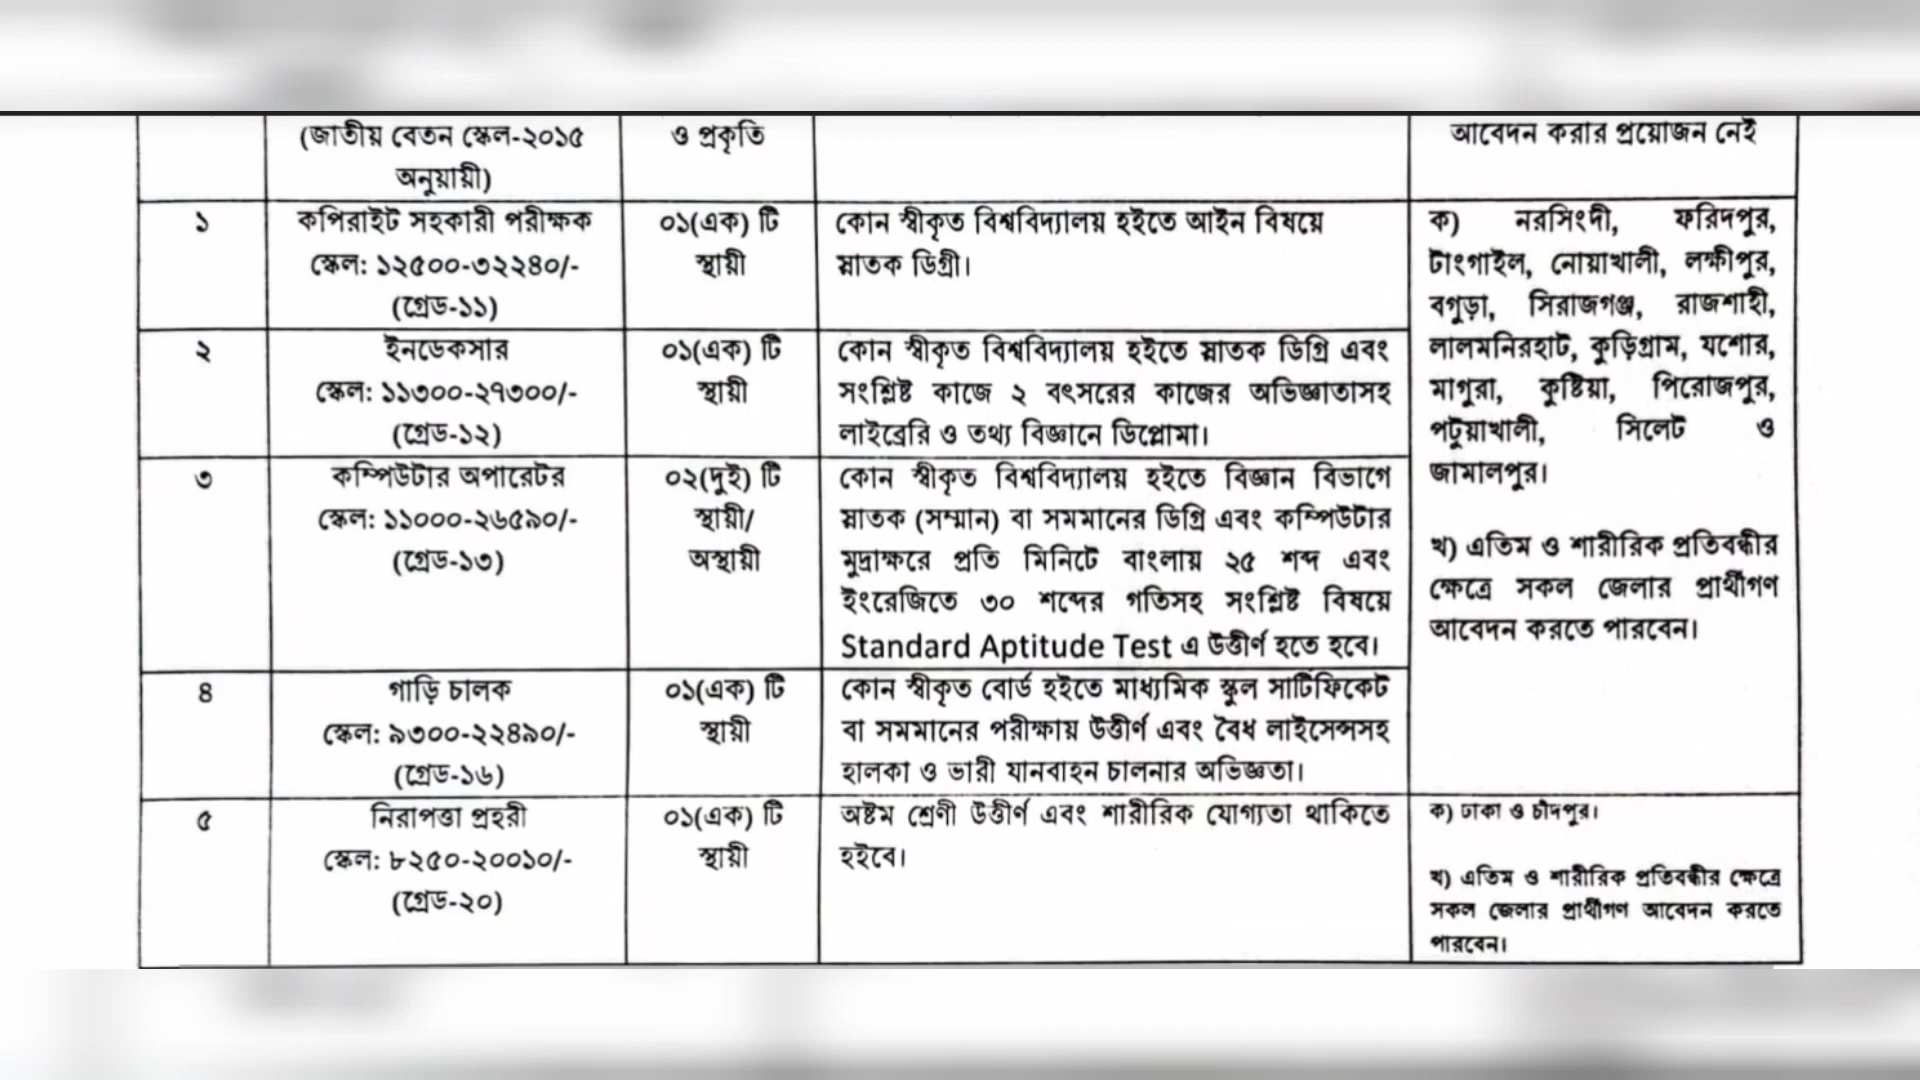 (জাতীয় বেতন স্কেল-২০১৫
অনুয়ায়ী)
ও প্রকৃতি
আবেদন করার প্রয়োজন নেই
১
কপিরাইট সহকারী পরীক্ষক
স্কেল: ১২৫০০-৩২২৪০/-
(গ্রেড-১১)
০১(এক) টি
স্থায়ী
কোন স্বীকৃত বিশ্ববিদ্যালয় হইতে আইন বিষয়ে
স্নাতক ডিগ্রী।
ক) নরসিংদী, ফরিদপুর,
টাংগাইল, নোয়াখালী, লক্ষীপুর,
বগুড়া, সিরাজগঞ্জ, রাজশাহী,
লালমনিরহাট, কুড়িগ্রাম, যশোর,
মাগুরা, কুষ্টিয়া, পিরোজপুর,
পটুয়াখালী, সিলেট ও
জামালপুর।
খ) এতিম ও শারীরিক প্রতিবন্ধীর
ক্ষেত্রে সকল জেলার প্রার্থীগণ
আবেদন করতে পারবেন।
২
ইনডেকসার
স্কেল: ১১৩০০-২৭৩০০/-
(গ্রেড-১২)
০১(এক) টি
স্থায়ী
কোন স্বীকৃত বিশ্ববিদ্যালয় হইতে স্নাতক ডিগ্রি এবং
সংশ্লিষ্ট কাজে ২ বৎসরের কাজের অভিজ্ঞাতাসহ
লাইব্রেরি ও তথ্য বিজ্ঞানে ডিপ্লোমা।
৩
কম্পিউটার অপারেটর
স্কেল: ১১০০০-২৬৫৯০/-
(গ্রেড-১৩)
০২(দুই) টি
স্থায়ী/
অস্থায়ী
কোন স্বীকৃত বিশ্ববিদ্যালয় হইতে বিজ্ঞান বিভাগে
স্নাতক (সম্মান) বা সমমানের ডিগ্রি এবং কম্পিউটার
মুদ্রাক্ষরে প্রতি মিনিটে বাংলায় ২৫ শব্দ এবং
ইংরেজিতে ৩০ শব্দের গতিসহ সংশ্লিষ্ট বিষয়ে
Standard Aptitude Test এ উত্তীর্ণ হতে হবে।
৪
গাড়ি চালক
স্কেল: ৯৩০০-২২৪৯০/-
(গ্রেড-১৬)
০১(এক) টি
স্থায়ী
কোন স্বীকৃত বোর্ড হইতে মাধ্যমিক স্কুল সার্টিফিকেট
বা সমমানের পরীক্ষায় উত্তীর্ণ এবং বৈধ লাইসেন্সসহ
হালকা ও ভারী যানবাহন চালনার অভিজ্ঞতা।
৫
নিরাপত্তা প্রহরী
স্কেল: ৮২৫০-২০০১০/-
(গ্রেড-২০)
০১(এক) টি
স্থায়ী
অষ্টম শ্রেণী উত্তীর্ণ এবং শারীরিক যোগ্যতা থাকিতে
হইবে।
ক) ঢাকা ও চাঁদপুর।
খ) এতিম ও শারীরিক প্রতিবন্ধীর ক্ষেত্রে
সকল জেলার প্রার্থীগণ আবেদন করতে
পারবেন।